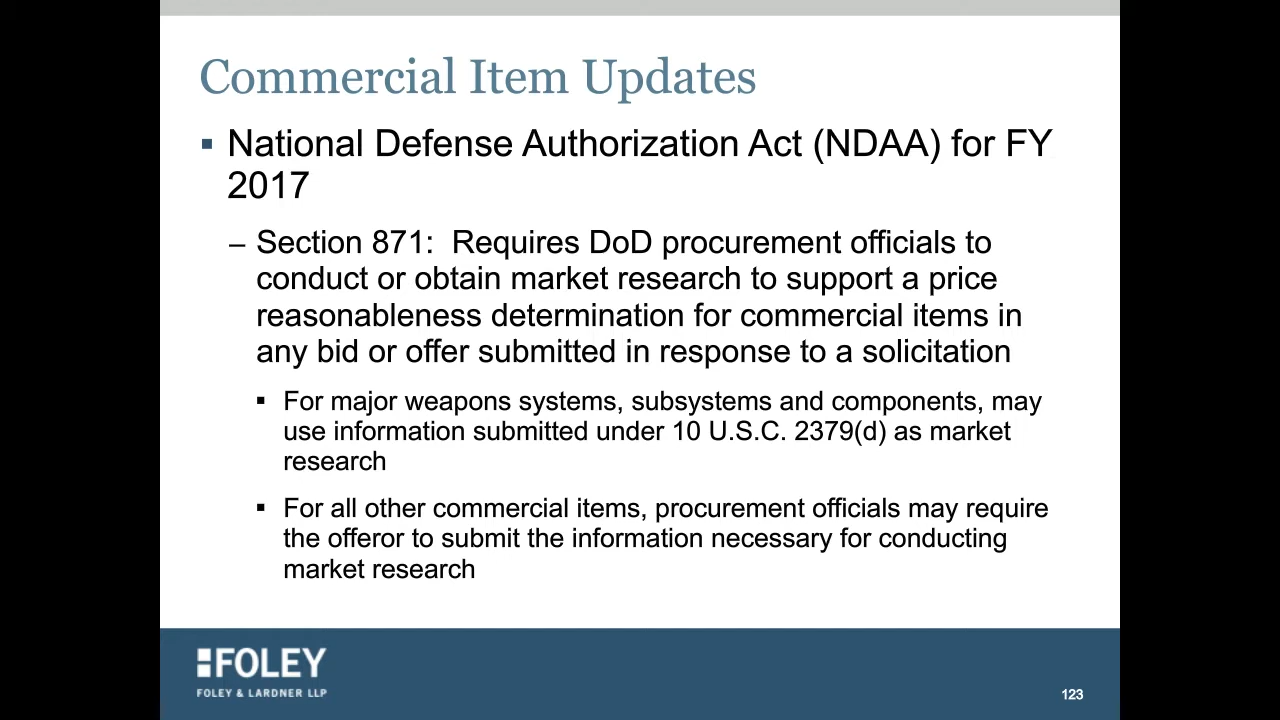 Commercial Item Updates
▪ National Defense Authorization Act (NDAA) for FY
2017
– Section 871:  Requires DoD procurement officials to
conduct or obtain market research to support a price
reasonableness determination for commercial items in
any bid or offer submitted in response to a solicitation
▪ For major weapons systems, subsystems and components, may
use information submitted under 10 U.S.C. 2379(d) as market
research
▪ For all other commercial items, procurement officials may require
the offeror to submit the information necessary for conducting
market research
FOLEY
FOLEY & LARDNER LLP
123